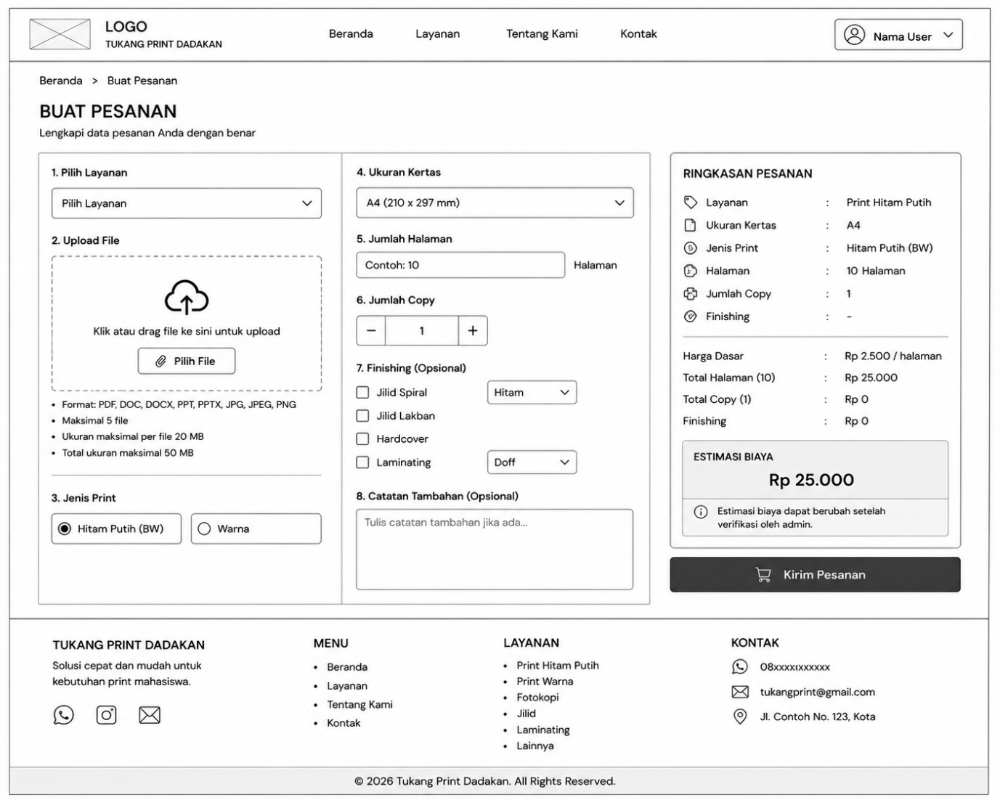 LOGO
TUKANG PRINT DADAKAN
Beranda
Layanan
Tentang Kami
Kontak
Nama User
Beranda > Buat Pesanan
BUAT PESANAN
Lengkapi data pesanan Anda dengan benar
1. Pilih Layanan
Pilih Layanan
2. Upload File
Klik atau drag file ke sini untuk upload
Pilih File
• Format: PDF, DOC, DOCX, PPT, PPTX, JPG, JPEG, PNG
• Maksimal 5 file
• Ukuran maksimal per file 20 MB
• Total ukuran maksimal 50 MB
3. Jenis Print
Hitam Putih (BW)
Warna
4. Ukuran Kertas
A4 (210 x 297 mm)
5. Jumlah Halaman
Contoh: 10 Halaman
6. Jumlah Copy
− 1 +
7. Finishing (Opsional)
Jilid Spiral Hitam
Jilid Lakban
Hardcover
Laminating Doff
8. Catatan Tambahan (Opsional)
Tulis catatan tambahan jika ada...
RINGKASAN PESANAN
Layanan : Print Hitam Putih
Ukuran Kertas : A4
Jenis Print : Hitam Putih (BW)
Halaman : 10 Halaman
Jumlah Copy : 1
Finishing : -
Harga Dasar : Rp 2.500 / halaman
Total Halaman (10) : Rp 25.000
Total Copy (1) : Rp 0
Finishing : Rp 0
ESTIMASI BIAYA
Rp 25.000
Estimasi biaya dapat berubah setelah
verifikasi oleh admin.
Kirim Pesanan
TUKANG PRINT DADAKAN
Solusi cepat dan mudah untuk
kebutuhan print mahasiswa.
MENU
• Beranda
• Layanan
• Tentang Kami
• Kontak
LAYANAN
• Print Hitam Putih
• Print Warna
• Fotokopi
• Jilid
• Laminating
• Lainnya
KONTAK
08xxxxxxxxxxx
tukangprint@gmail.com
Jl. Contoh No. 123, Kota
© 2026 Tukang Print Dadakan. All Rights Reserved.